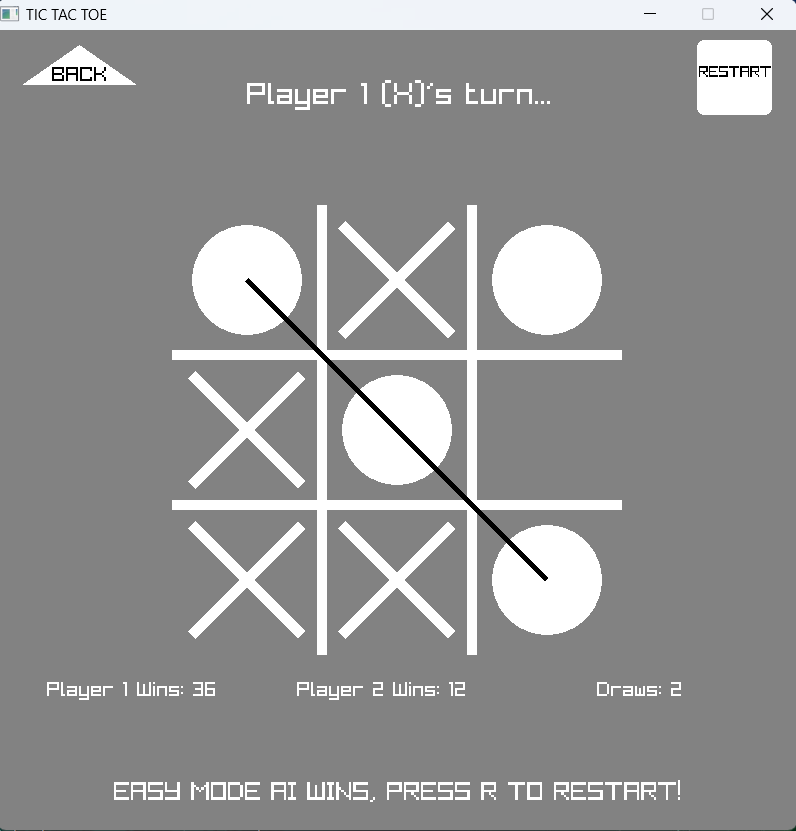 TIC TAC TOE
BACK
RESTART
Player 1 (X)'s turn...
Player 1 Wins: 36
Player 2 Wins: 12
Draws: 2
EASY MODE AI WINS, PRESS R TO RESTART!